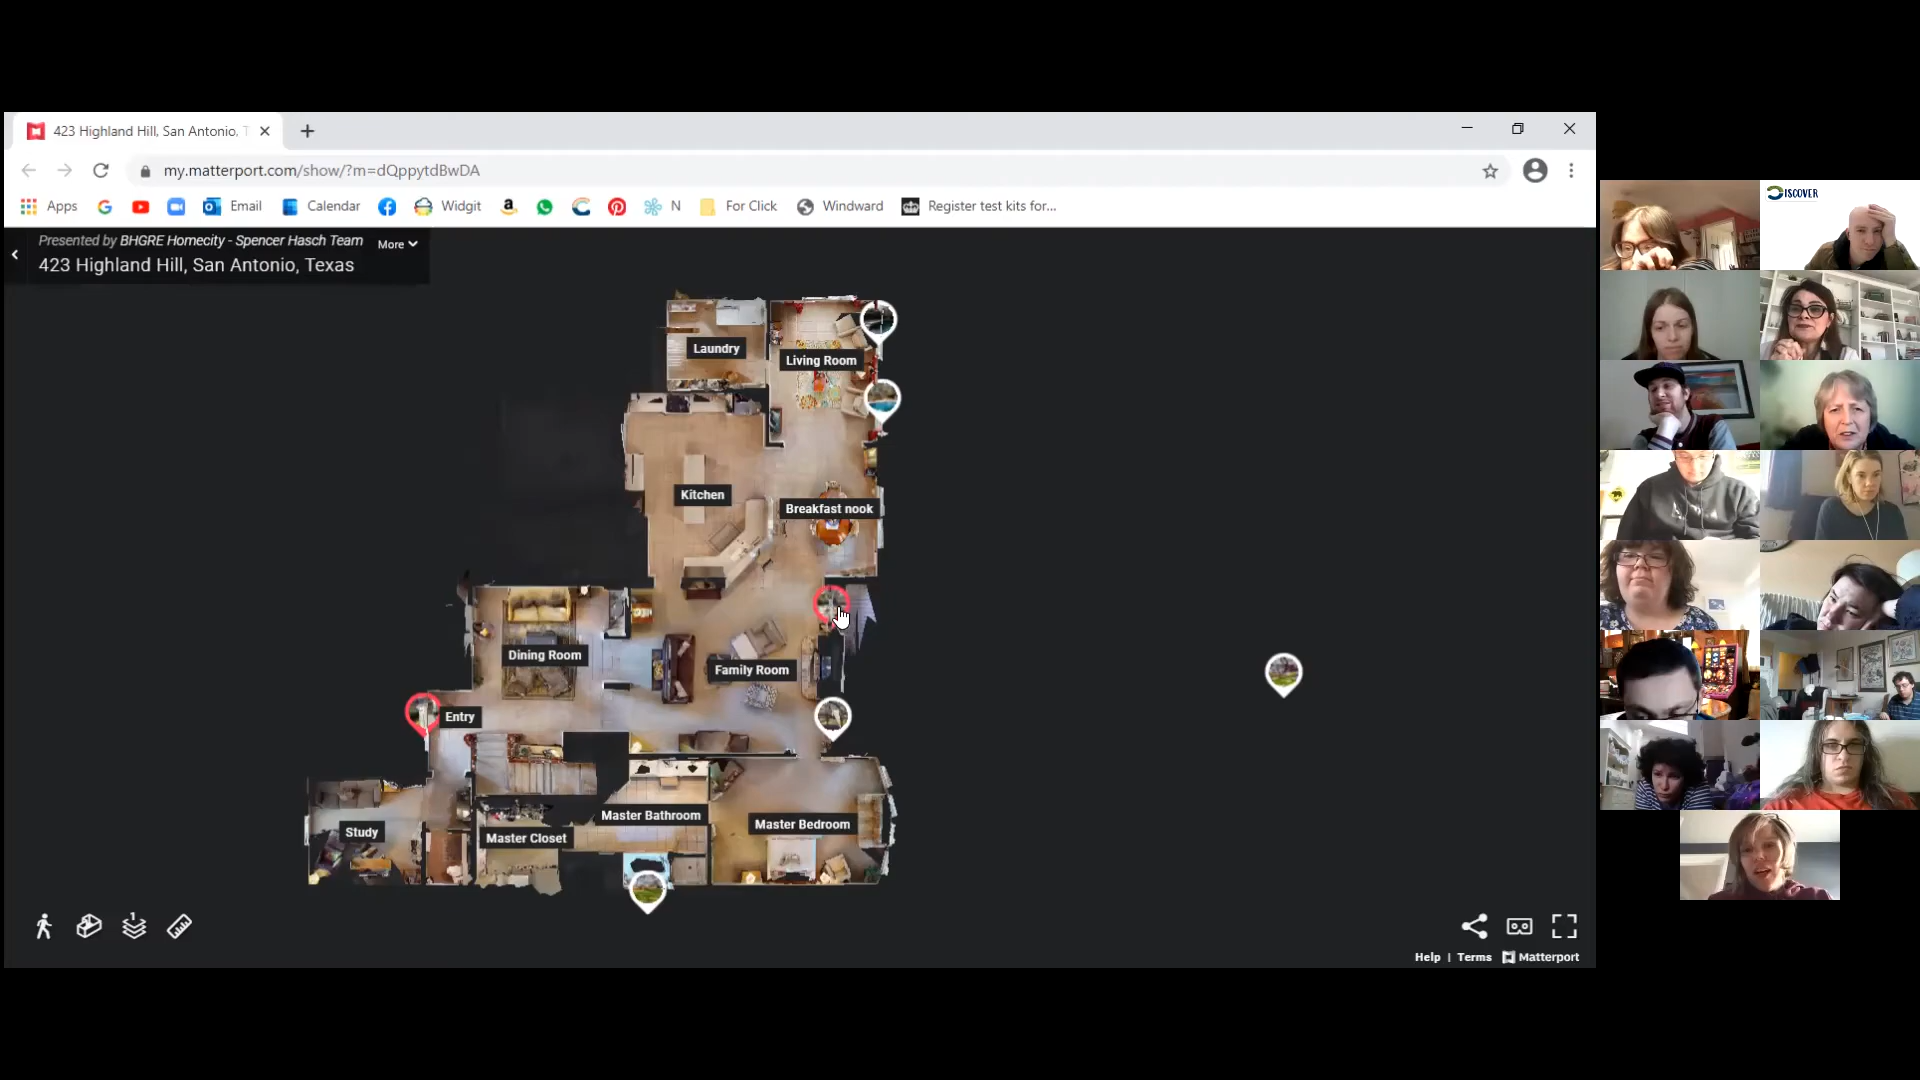 423 Highland Hill, San Antonio, T
my.matterport.com/show/?m=dQppytdBwDA
Apps Email Calendar Widgit N For Click Windward Register test kits for...
Presented by BHGRE Homecity - Spencer Hasch Team More
423 Highland Hill, San Antonio, Texas
ISCOVER
Laundry
Living Room
Kitchen
Breakfast nook
Dining Room
Family Room
Entry
Master Bathroom
Master Bedroom
Study
Master Closet
1
Help | Terms Matterport